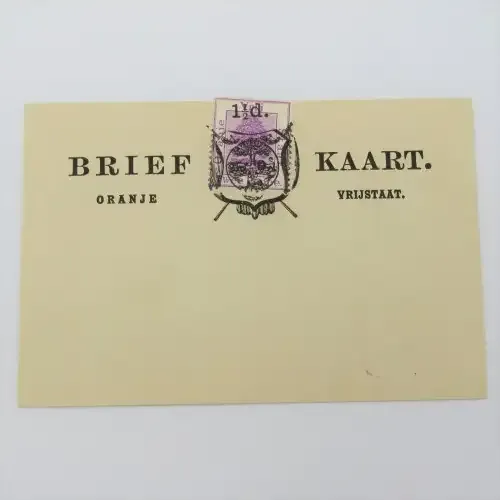 1½d.
BRIEF KAART.
ORANJE VRIJSTAAT.